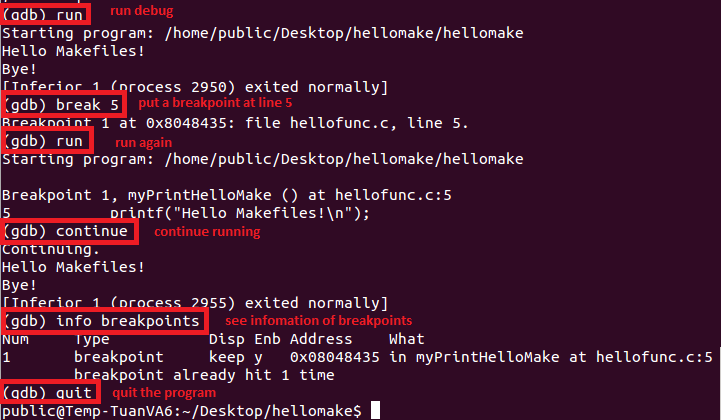 (gdb) run run debug
Starting program: /home/public/Desktop/hellomake/hellomake
Hello Makefiles!
Bye!
[Inferior 1 (process 2950) exited normally]
(gdb) break 5 put a breakpoint at line 5
Breakpoint 1 at 0x8048435: file hellofunc.c, line 5.
(gdb) run run again
Starting program: /home/public/Desktop/hellomake/hellomake
Breakpoint 1, myPrintHelloMake () at hellofunc.c:5
5 printf("Hello Makefiles!\n");
(gdb) continue continue running
Continuing.
Hello Makefiles!
Bye!
[Inferior 1 (process 2955) exited normally]
(gdb) info breakpoints see infomation of breakpoints
Num Type Disp Enb Address What
1 breakpoint keep y 0x08048435 in myPrintHelloMake at hellofunc.c:5
breakpoint already hit 1 time
(gdb) quit quit the program
public@Temp-TuanVA6:~/Desktop/hellomake$